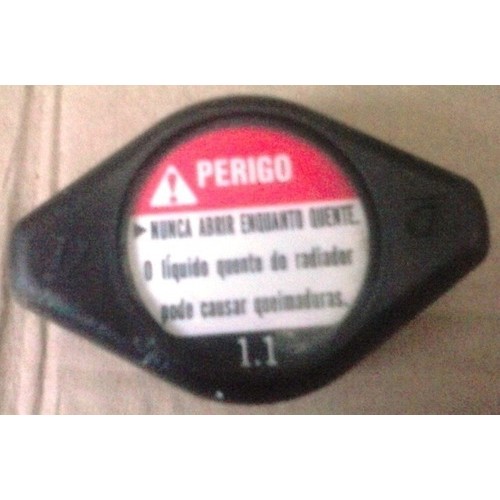 PERIGO
NUNCA ABRIR ENQUANTO QUENTE.
O líquido quente do radiador
pode causar queimaduras.
1.1